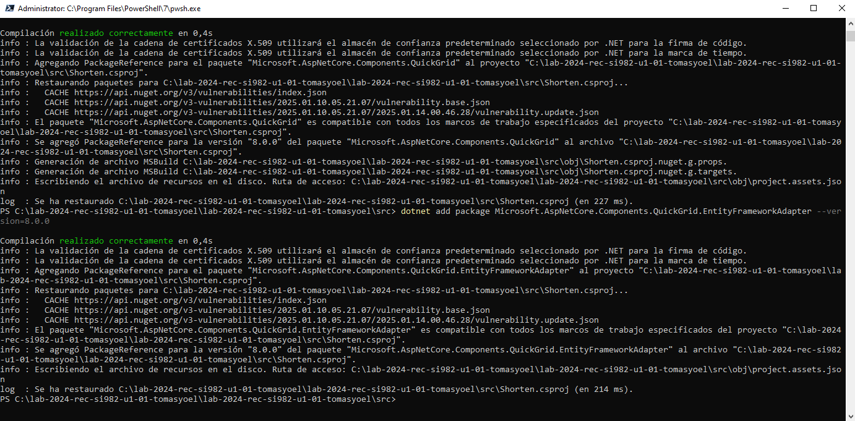 Administrator: C:\Program Files\PowerShell\7\pwsh.exe
Compilación realizado correctamente en 0,4s
info : La validación de la cadena de certificados X.509 utilizará el almacén de confianza predeterminado seleccionado por .NET para la firma de código.
info : La validación de la cadena de certificados X.509 utilizará el almacén de confianza predeterminado seleccionado por .NET para la marca de tiempo.
info : Agregando PackageReference para el paquete "Microsoft.AspNetCore.Components.QuickGrid" al proyecto "C:\lab-2024-rec-si982-u1-01-tomasyoel\lab-2024-rec-si982-u1-01-
tomasyoel\src\Shorten.csproj".
info : Restaurando paquetes para C:\lab-2024-rec-si982-u1-01-tomasyoel\lab-2024-rec-si982-u1-01-tomasyoel\src\Shorten.csproj...
info :   CACHE https://api.nuget.org/v3/vulnerabilities/index.json
info :   CACHE https://api.nuget.org/v3-vulnerabilities/2025.01.10.05.21.07/vulnerability.base.json
info :   CACHE https://api.nuget.org/v3-vulnerabilities/2025.01.10.05.21.07/2025.01.14.00.46.28/vulnerability.update.json
info : El paquete "Microsoft.AspNetCore.Components.QuickGrid" es compatible con todos los marcos de trabajo especificados del proyecto "C:\lab-2024-rec-si982-u1-01-tomasy
oel\lab-2024-rec-si982-u1-01-tomasyoel\src\Shorten.csproj".
info : Se agregó PackageReference para la versión "8.0.0" del paquete "Microsoft.AspNetCore.Components.QuickGrid" al archivo "C:\lab-2024-rec-si982-u1-01-tomasyoel\lab-20
24-rec-si982-u1-01-tomasyoel\src\Shorten.csproj".
info : Generación de archivo MSBuild C:\lab-2024-rec-si982-u1-01-tomasyoel\lab-2024-rec-si982-u1-01-tomasyoel\src\obj\Shorten.csproj.nuget.g.props.
info : Generación de archivo MSBuild C:\lab-2024-rec-si982-u1-01-tomasyoel\lab-2024-rec-si982-u1-01-tomasyoel\src\obj\Shorten.csproj.nuget.g.targets.
info : Escribiendo el archivo de recursos en el disco. Ruta de acceso: C:\lab-2024-rec-si982-u1-01-tomasyoel\lab-2024-rec-si982-u1-01-tomasyoel\src\obj\project.assets.jso
n
log  : Se ha restaurado C:\lab-2024-rec-si982-u1-01-tomasyoel\lab-2024-rec-si982-u1-01-tomasyoel\src\Shorten.csproj (en 227 ms).
PS C:\lab-2024-rec-si982-u1-01-tomasyoel\lab-2024-rec-si982-u1-01-tomasyoel\src> dotnet add package Microsoft.AspNetCore.Components.QuickGrid.EntityFrameworkAdapter --ver
sion=8.0.0
Compilación realizado correctamente en 0,4s
info : La validación de la cadena de certificados X.509 utilizará el almacén de confianza predeterminado seleccionado por .NET para la firma de código.
info : La validación de la cadena de certificados X.509 utilizará el almacén de confianza predeterminado seleccionado por .NET para la marca de tiempo.
info : Agregando PackageReference para el paquete "Microsoft.AspNetCore.Components.QuickGrid.EntityFrameworkAdapter" al proyecto "C:\lab-2024-rec-si982-u1-01-tomasyoel\la
b-2024-rec-si982-u1-01-tomasyoel\src\Shorten.csproj".
info : Restaurando paquetes para C:\lab-2024-rec-si982-u1-01-tomasyoel\lab-2024-rec-si982-u1-01-tomasyoel\src\Shorten.csproj...
info :   CACHE https://api.nuget.org/v3/vulnerabilities/index.json
info :   CACHE https://api.nuget.org/v3-vulnerabilities/2025.01.10.05.21.07/vulnerability.base.json
info :   CACHE https://api.nuget.org/v3-vulnerabilities/2025.01.10.05.21.07/2025.01.14.00.46.28/vulnerability.update.json
info : El paquete "Microsoft.AspNetCore.Components.QuickGrid.EntityFrameworkAdapter" es compatible con todos los marcos de trabajo especificados del proyecto "C:\lab-2024
-rec-si982-u1-01-tomasyoel\lab-2024-rec-si982-u1-01-tomasyoel\src\Shorten.csproj".
info : Se agregó PackageReference para la versión "8.0.0" del paquete "Microsoft.AspNetCore.Components.QuickGrid.EntityFrameworkAdapter" al archivo "C:\lab-2024-rec-si982
-u1-01-tomasyoel\lab-2024-rec-si982-u1-01-tomasyoel\src\Shorten.csproj".
info : Escribiendo el archivo de recursos en el disco. Ruta de acceso: C:\lab-2024-rec-si982-u1-01-tomasyoel\lab-2024-rec-si982-u1-01-tomasyoel\src\obj\project.assets.jso
n
log  : Se ha restaurado C:\lab-2024-rec-si982-u1-01-tomasyoel\lab-2024-rec-si982-u1-01-tomasyoel\src\Shorten.csproj (en 214 ms).
PS C:\lab-2024-rec-si982-u1-01-tomasyoel\lab-2024-rec-si982-u1-01-tomasyoel\src>